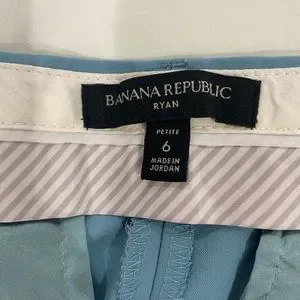 BANANA REPUBLIC
RYAN
PETITE
6
MADE IN
JORDAN